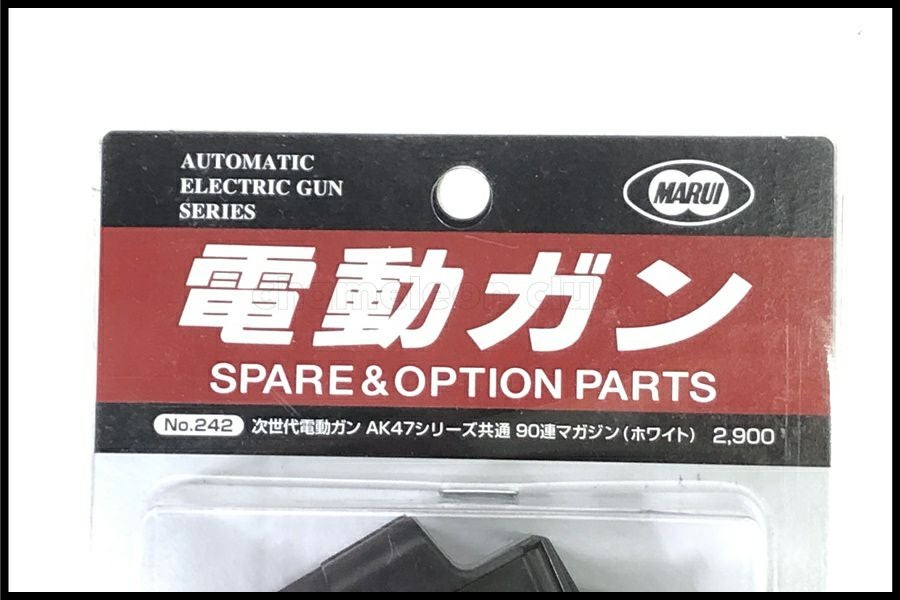 AUTOMATIC
ELECTRIC GUN
SERIES
MARUI
電動ガン
chameleon club
SPARE & OPTION PARTS
No.242 次世代電動ガン AK47シリーズ共通 90連マガジン(ホワイト) 2,900